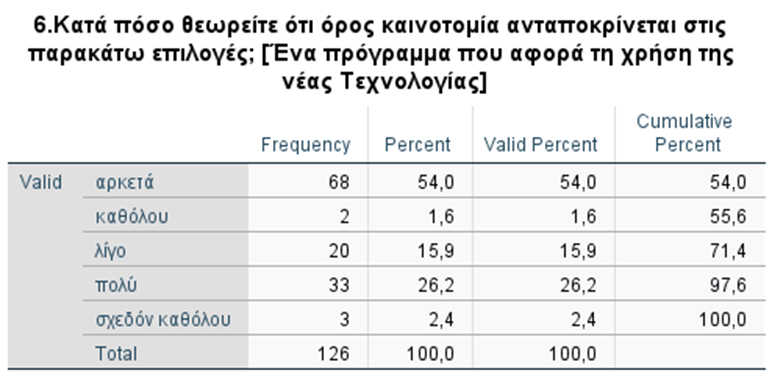 6.Κατά πόσο θεωρείτε ότι όρος καινοτομία ανταποκρίνεται στις
παρακάτω επιλογές; [Ένα πρόγραμμα που αφορά τη χρήση της
νέας Τεχνολογίας]
Frequency Percent Valid Percent Cumulative Percent
Valid αρκετά 68 54,0 54,0 54,0
καθόλου 2 1,6 1,6 55,6
λίγο 20 15,9 15,9 71,4
πολύ 33 26,2 26,2 97,6
σχεδόν καθόλου 3 2,4 2,4 100,0
Total 126 100,0 100,0